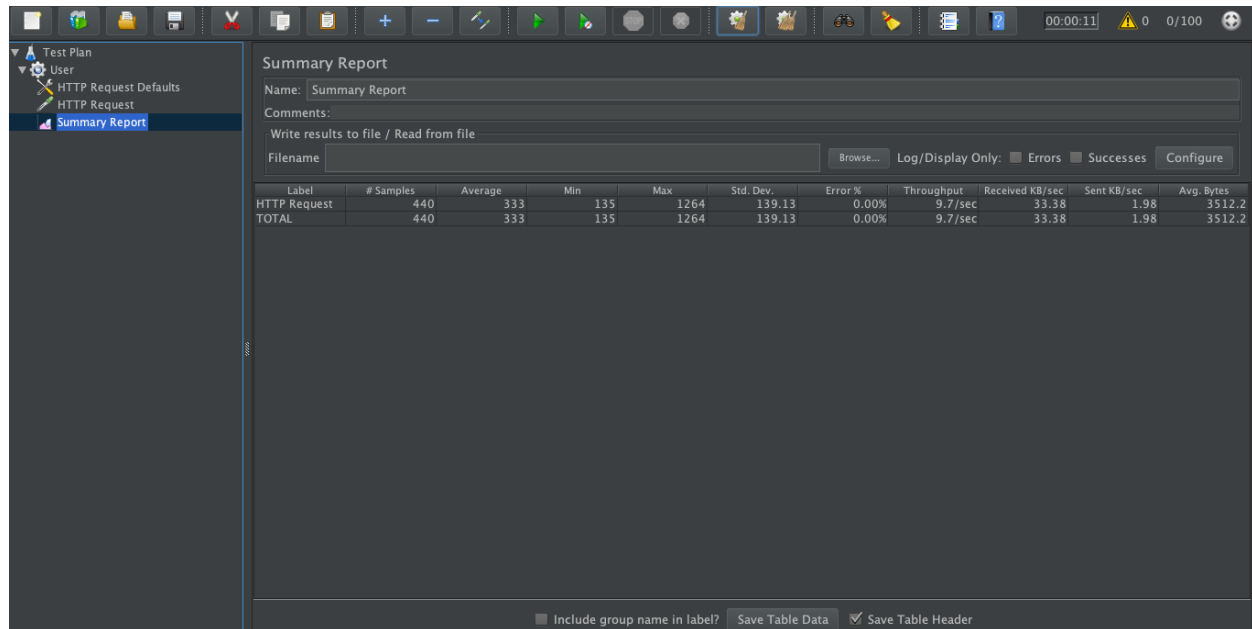 00:00:11 0 0/100
Test Plan
User
HTTP Request Defaults
HTTP Request
Summary Report
Summary Report
Name: Summary Report
Comments:
Write results to file / Read from file
Filename Browse... Log/Display Only: Errors Successes Configure
Label # Samples Average Min Max Std. Dev. Error % Throughput Received KB/sec Sent KB/sec Avg. Bytes
HTTP Request 440 333 135 1264 139.13 0.00% 9.7/sec 33.38 1.98 3512.2
TOTAL 440 333 135 1264 139.13 0.00% 9.7/sec 33.38 1.98 3512.2
Include group name in label? Save Table Data Save Table Header